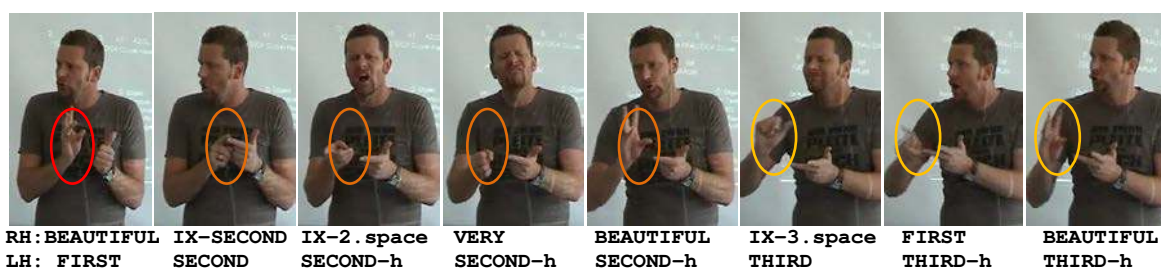 RH:BEAUTIFUL IX-SECOND IX-2.space VERY BEAUTIFUL IX-3.space FIRST BEAUTIFUL
LH: FIRST SECOND SECOND-h SECOND-h SECOND-h THIRD THIRD-h THIRD-h